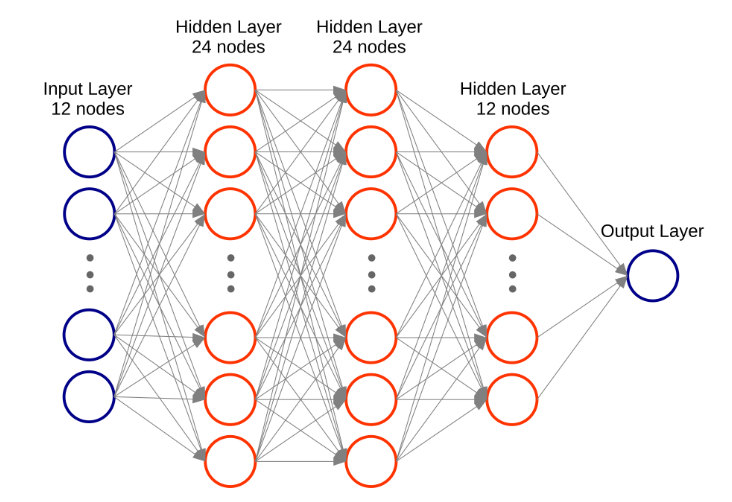 Input Layer
12 nodes
Hidden Layer
24 nodes
Hidden Layer
24 nodes
Hidden Layer
12 nodes
Output Layer